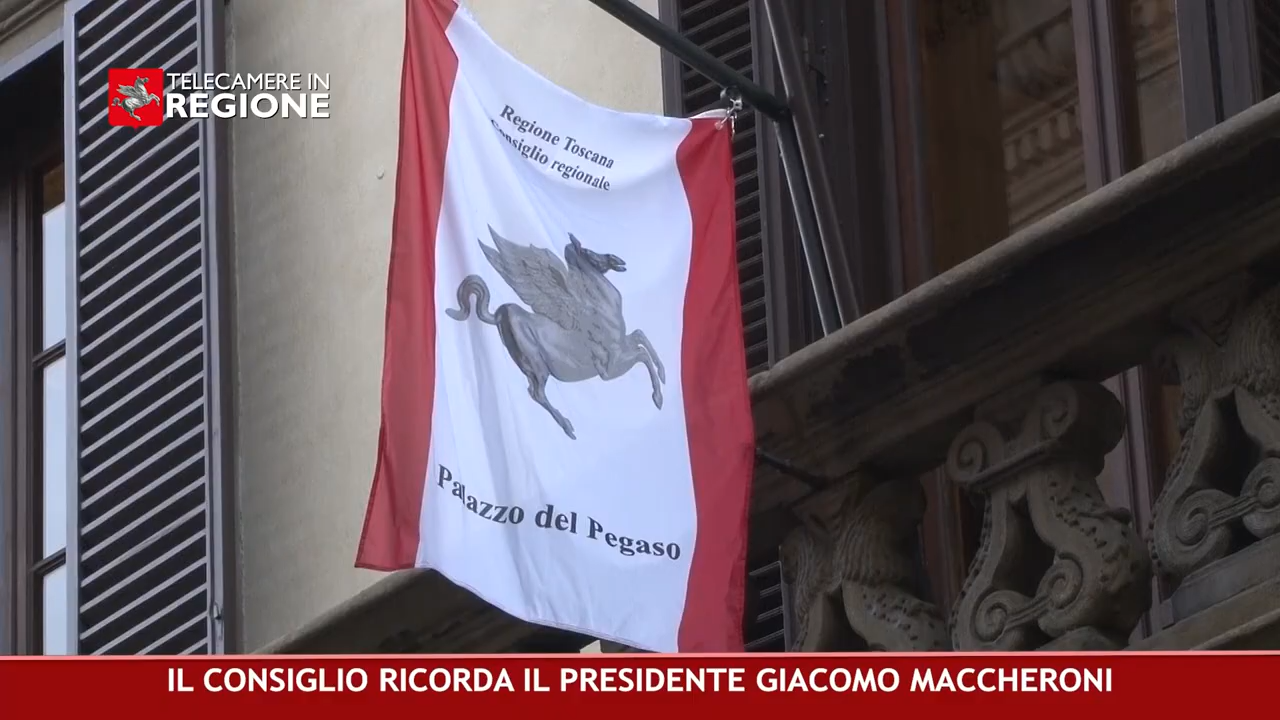 TELECAMERE IN
REGIONE
Regione Toscana
Consiglio regionale
Palazzo del Pegaso
IL CONSIGLIO RICORDA IL PRESIDENTE GIACOMO MACCHERONI